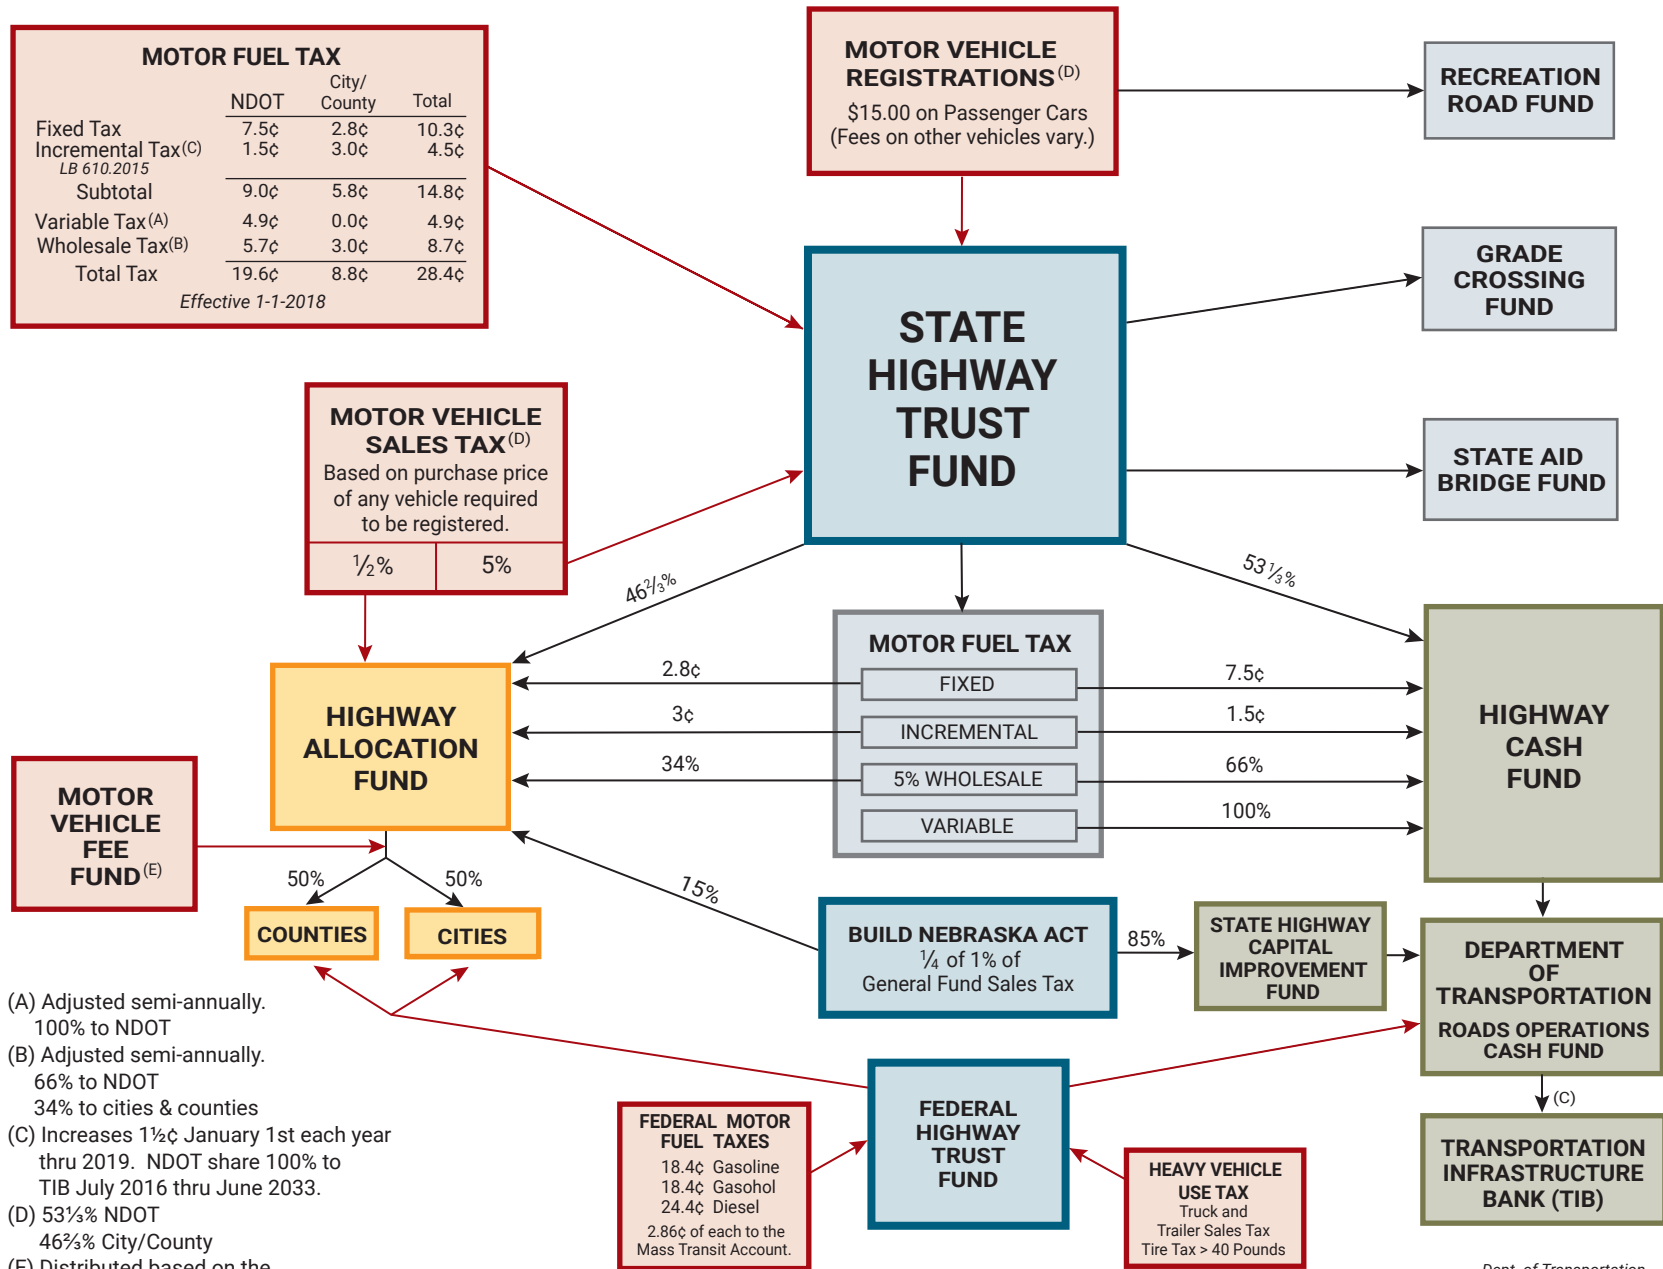 MOTOR FUEL TAX
NDOT City/ County Total
Fixed Tax 7.5¢ 2.8¢ 10.3¢
Incremental Tax(C) 1.5¢ 3.0¢ 4.5¢
LB 610.2015
Subtotal 9.0¢ 5.8¢ 14.8¢
Variable Tax(A) 4.9¢ 0.0¢ 4.9¢
Wholesale Tax(B) 5.7¢ 3.0¢ 8.7¢
Total Tax 19.6¢ 8.8¢ 28.4¢
Effective 1-1-2018
MOTOR VEHICLE
REGISTRATIONS(D)
$15.00 on Passenger Cars
(Fees on other vehicles vary.)
RECREATION
ROAD FUND
GRADE
CROSSING
FUND
STATE
HIGHWAY
TRUST
FUND
STATE AID
BRIDGE FUND
MOTOR VEHICLE
SALES TAX(D)
Based on purchase price
of any vehicle required
to be registered.
½% 5%
46⅔%
53⅓%
MOTOR FUEL TAX
2.8¢ FIXED 7.5¢
3¢ INCREMENTAL 1.5¢
34% 5% WHOLESALE 66%
VARIABLE 100%
HIGHWAY
ALLOCATION
FUND
HIGHWAY
CASH
FUND
MOTOR
VEHICLE
FEE
FUND(E)
50% 50%
COUNTIES
CITIES
15%
BUILD NEBRASKA ACT
¼ of 1% of
General Fund Sales Tax
85%
STATE HIGHWAY
CAPITAL
IMPROVEMENT
FUND
DEPARTMENT
OF
TRANSPORTATION
ROADS OPERATIONS
CASH FUND
(C)
TRANSPORTATION
INFRASTRUCTURE
BANK (TIB)
(A) Adjusted semi-annually.
100% to NDOT
(B) Adjusted semi-annually.
66% to NDOT
34% to cities & counties
(C) Increases 1½¢ January 1st each year
thru 2019. NDOT share 100% to
TIB July 2016 thru June 2033.
(D) 53⅓% NDOT
46⅔% City/County
(E) Distributed based on the
FEDERAL MOTOR
FUEL TAXES
18.4¢ Gasoline
18.4¢ Gasohol
24.4¢ Diesel
2.86¢ of each to the
Mass Transit Account.
FEDERAL
HIGHWAY
TRUST
FUND
HEAVY VEHICLE
USE TAX
Truck and
Trailer Sales Tax
Tire Tax > 40 Pounds
Dept. of Transportation